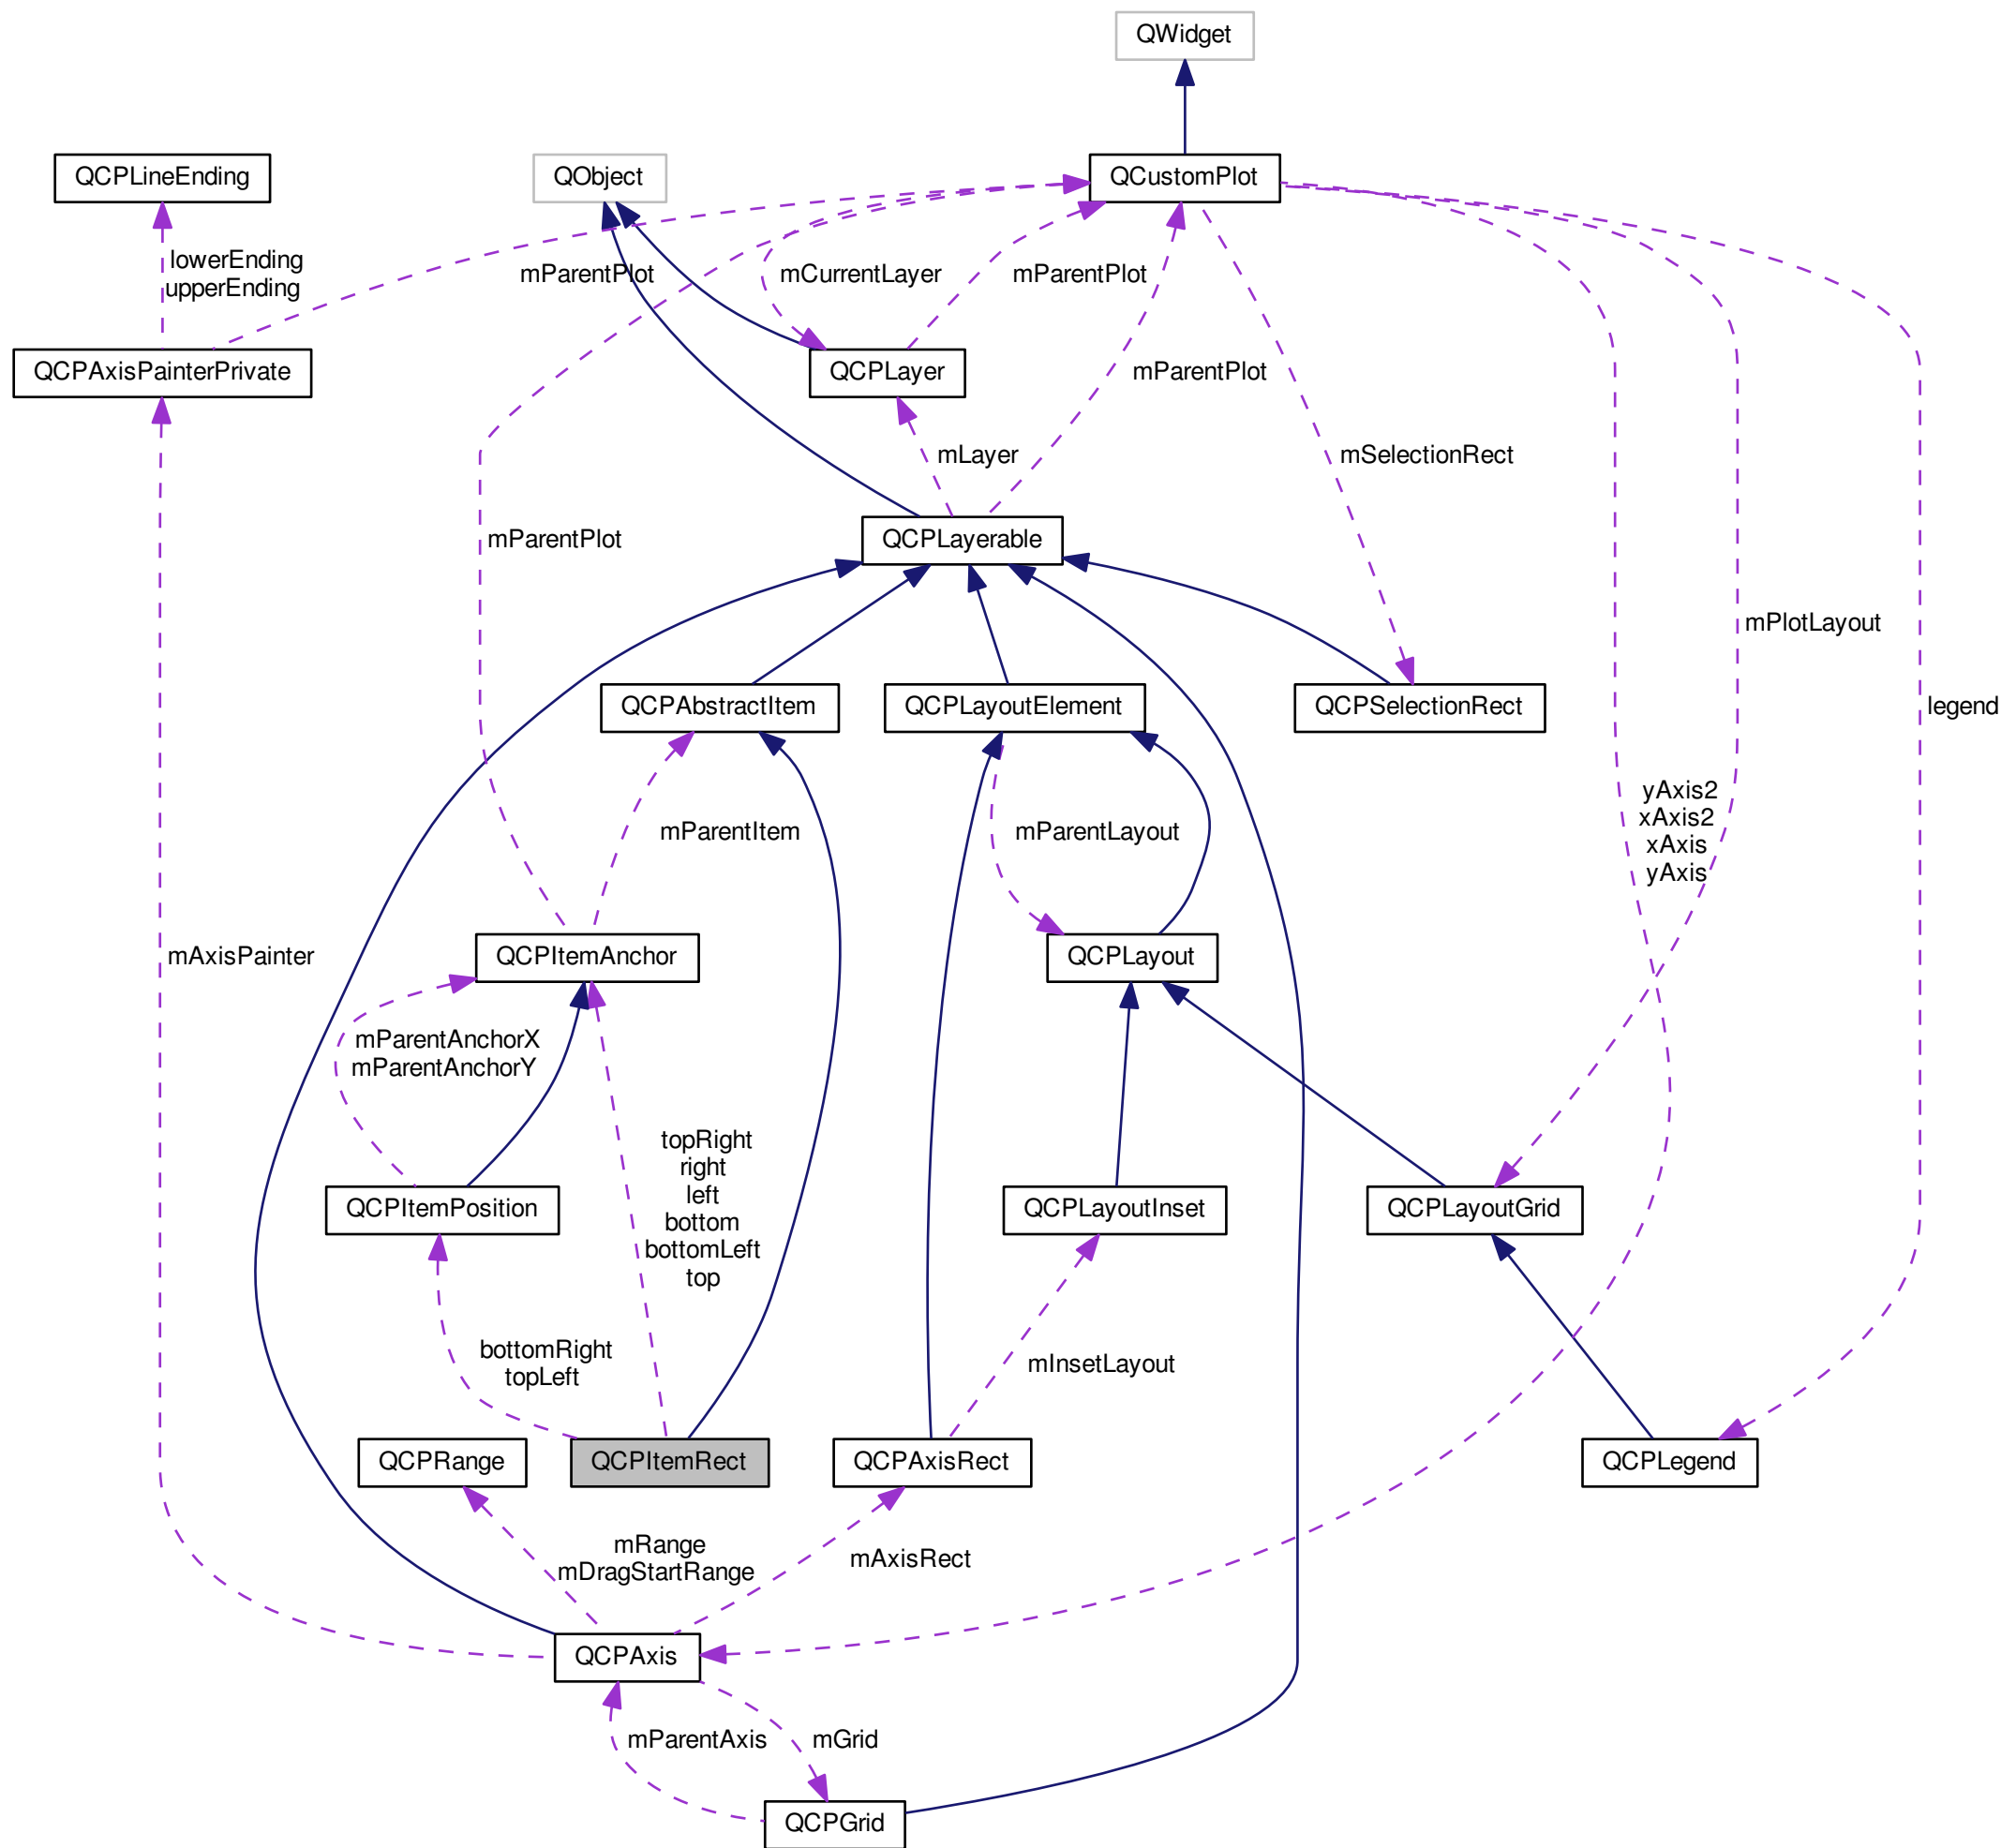 QWidget
QCPLineEnding
QObject
QCustomPlot
lowerEnding
upperEnding
mParentPlot
mCurrentLayer
mParentPlot
QCPAxisPainterPrivate
QCPLayer
mParentPlot
mLayer
mSelectionRect
mParentPlot
QCPLayerable
mPlotLayout
QCPAbstractItem
QCPLayoutElement
QCPSelectionRect
legend
yAxis2
xAxis2
xAxis
yAxis
mParentItem
mParentLayout
mAxisPainter
QCPItemAnchor
QCPLayout
mParentAnchorX
mParentAnchorY
topRight
right
left
bottom
bottomLeft
top
QCPItemPosition
QCPLayoutInset
QCPLayoutGrid
bottomRight
topLeft
mInsetLayout
QCPRange
QCPItemRect
QCPAxisRect
QCPLegend
mRange
mDragStartRange
mAxisRect
QCPAxis
mParentAxis
mGrid
QCPGrid